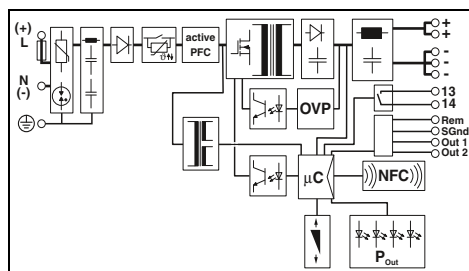 (+)
L
N
(-)
active
PFC
ϑ
+
+
-
-
-
OVP
13
14
Rem
SGnd
Out 1
Out 2
µC
NFC
P Out